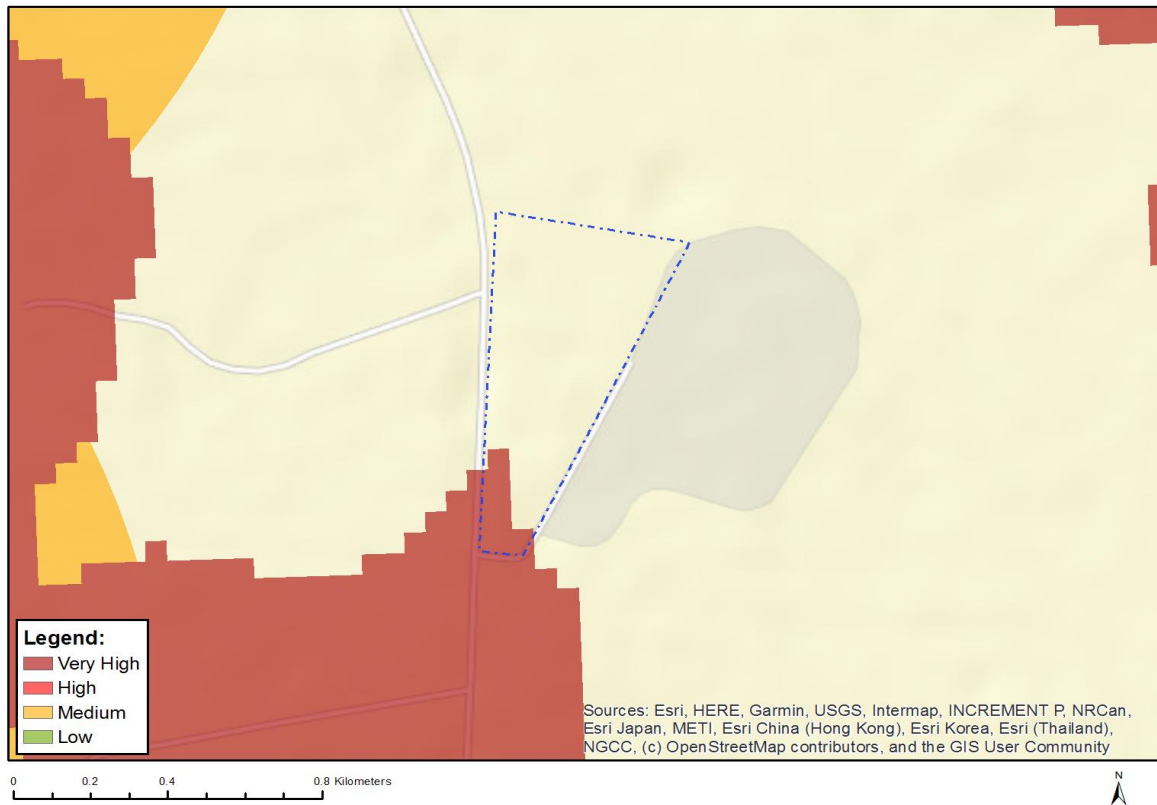 Legend:
Very High
High
Medium
Low
Sources: Esri, HERE, Garmin, USGS, Intermap, INCREMENT P, NRCan,
Esri Japan, METI, Esri China (Hong Kong), Esri Korea, Esri (Thailand),
NGCC, (c) OpenStreetMap contributors, and the GIS User Community
0 0.2 0.4 0.8 Kilometers
N